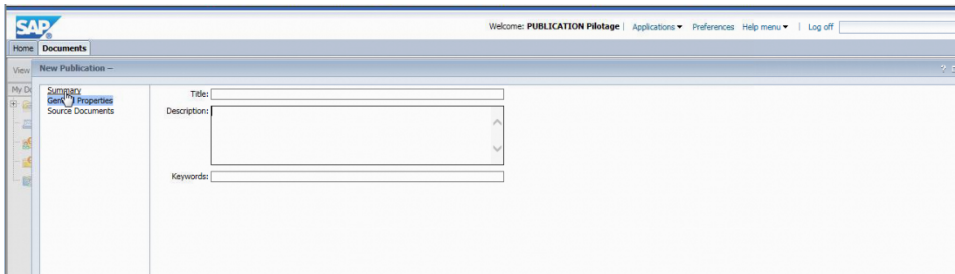 SAP
Welcome: PUBLICATION Pilotage | Applications Preferences Help menu | Log off
Home Documents
View New Publication – ?
My Summary Title:
General Properties Description:
Source Documents
Keywords: